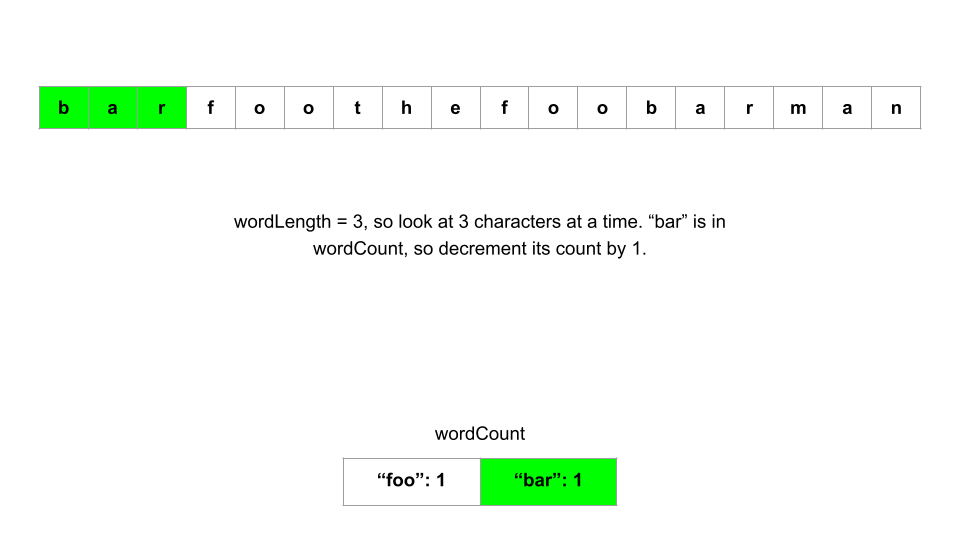 b a r f o o t h e f o o b a r m a n
wordLength = 3, so look at 3 characters at a time. “bar” is in
wordCount, so decrement its count by 1.
wordCount
“foo”: 1 “bar”: 1